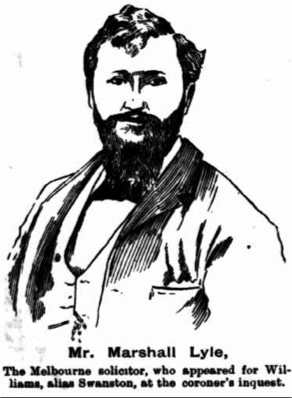 Mr. Marshall Lyle,
The Melbourne solicitor, who appeared for Wil-
liams, alias Swanston, at the coroner's inquest.